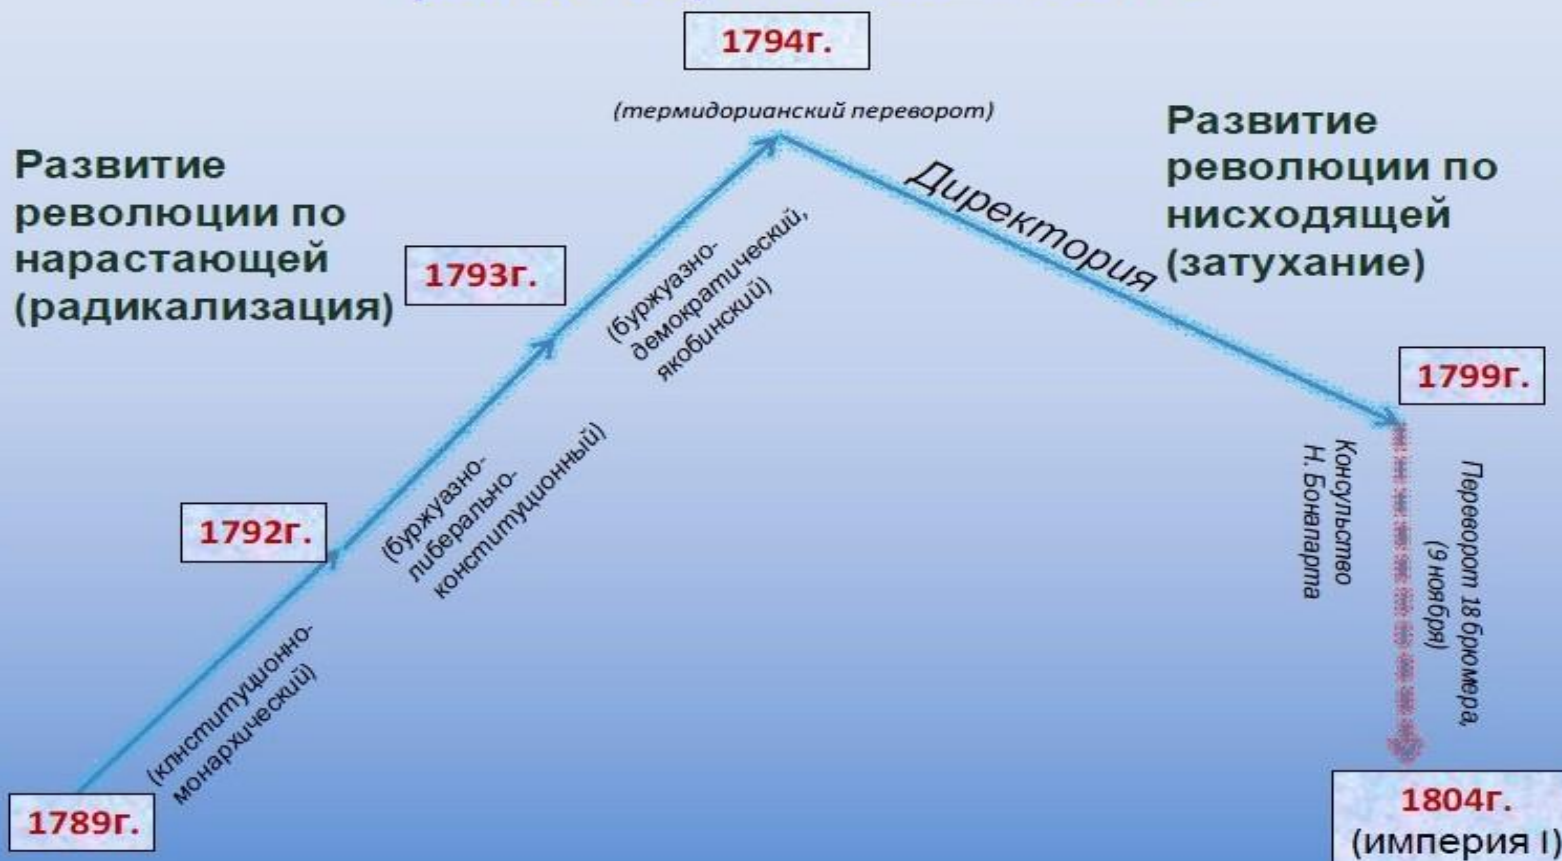 1794г.
(термидорианский переворот)
Развитие
революции по
нарастающей
(радикализация)
Развитие
революции по
нисходящей
(затухание)
Директория
1793г.
(буржуазно-
демократический,
якобинский)
1799г.
1792г.
(буржуазно-
либерально-
конституционный)
Консульство
Н. Бонапарта
Переворот 18 брюмера,
(9 ноября)
(клнституционно-
монархический)
1789г.
1804г.
(империя I)